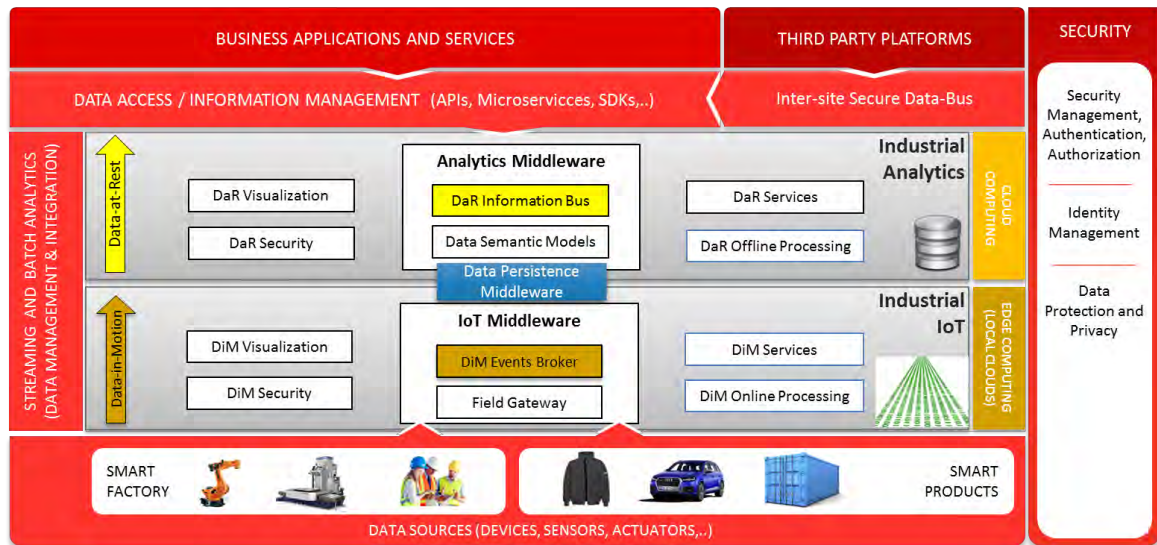 BUSINESS APPLICATIONS AND SERVICES
THIRD PARTY PLATFORMS
SECURITY
DATA ACCESS / INFORMATION MANAGEMENT (APIs, Microservicces, SDKs,..)
Inter-site Secure Data-Bus
STREAMING AND BATCH ANALYTICS
(DATA MANAGEMENT & INTEGRATION)
Data-at-Rest
DaR Visualization
DaR Security
Analytics Middleware
DaR Information Bus
Data Semantic Models
Industrial
Analytics
DaR Services
DaR Offline Processing
CLOUD
COMPUTING
Data Persistence
Middleware
Data-in-Motion
DiM Visualization
DiM Security
IoT Middleware
DiM Events Broker
Field Gateway
Industrial
IoT
DiM Services
DiM Online Processing
EDGE COMPUTING
(LOCAL CLOUDS)
Security
Management,
Authentication,
Authorization
Identity
Management
Data
Protection and
Privacy
SMART
FACTORY
SMART
PRODUCTS
DATA SOURCES (DEVICES, SENSORS, ACTUATORS,..)